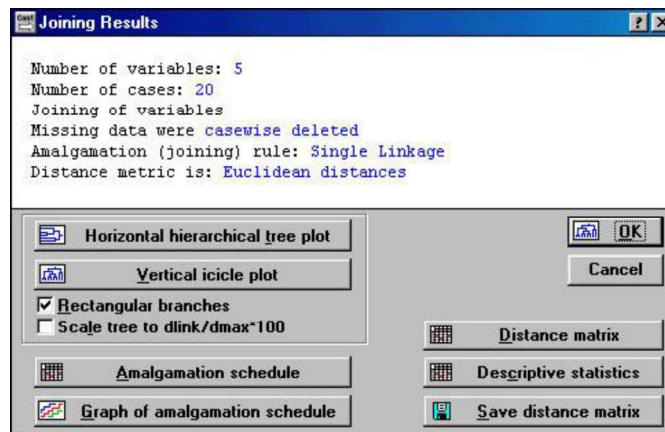 Joining Results
Number of variables: 5
Number of cases: 20
Joining of variables
Missing data were casewise deleted
Amalgamation (joining) rule: Single Linkage
Distance metric is: Euclidean distances
Horizontal hierarchical tree plot
OK
Vertical icicle plot
Cancel
Rectangular branches
Scale tree to dlink/dmax*100
Distance matrix
Amalgamation schedule
Descriptive statistics
Graph of amalgamation schedule
Save distance matrix